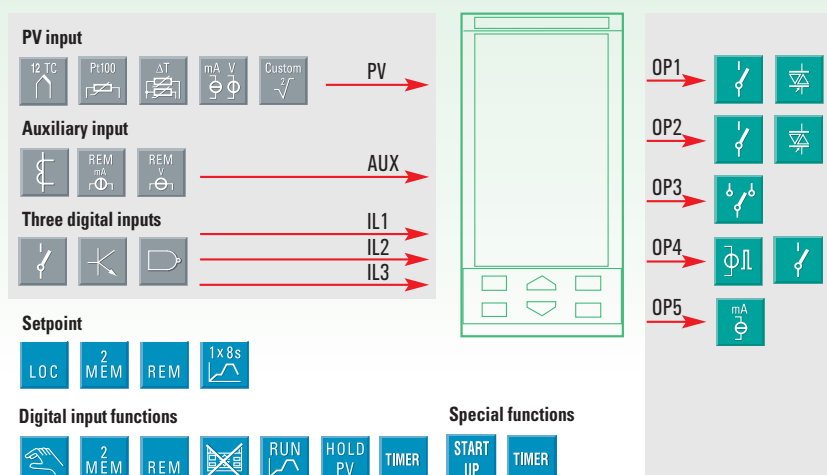 PV input
12 TC
Pt100
ΔT
mA V
Custom
2√
PV
Auxiliary input
REM
mA
REM
V
AUX
Three digital inputs
IL1
IL2
IL3
OP1
OP2
OP3
OP4
OP5
mA
Setpoint
LOC
2
MEM
REM
1x8s
Digital input functions
2
MEM
REM
RUN
HOLD
PV
TIMER
Special functions
START
UP
TIMER